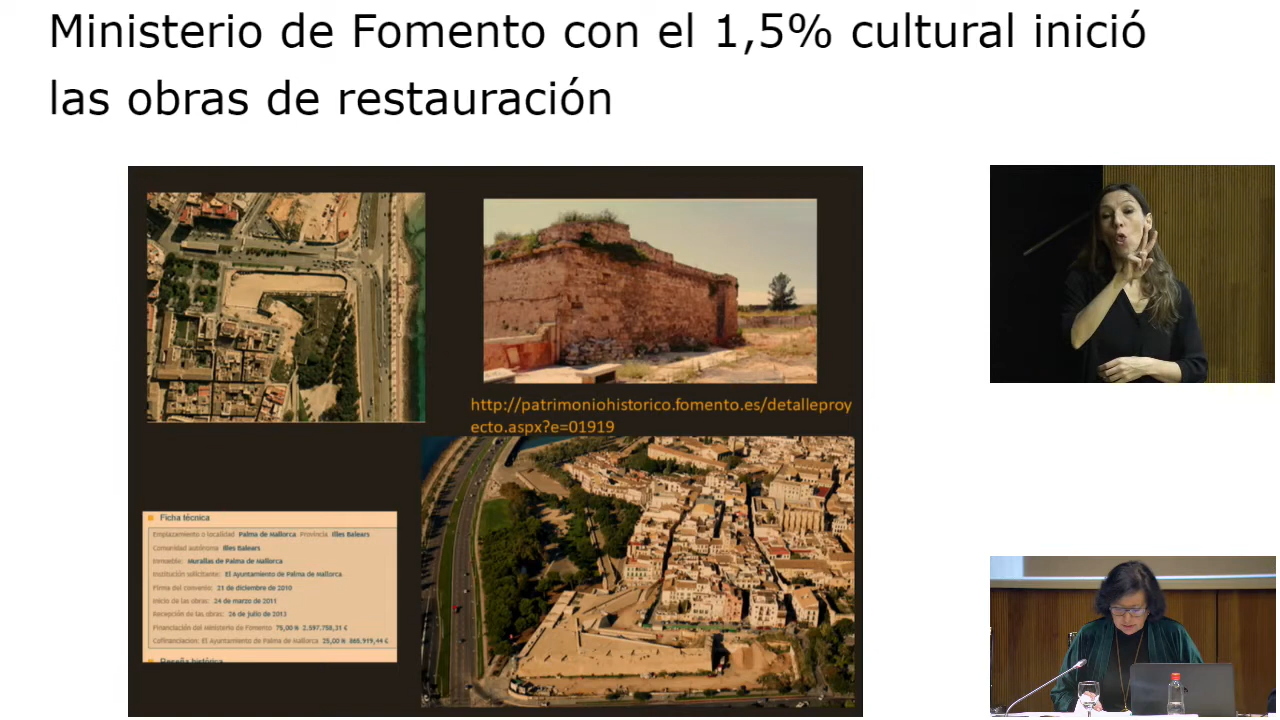 Ministerio de Fomento con el 1,5% cultural inició
las obras de restauración
http://patrimoniohistorico.fomento.es/detalleproy
ecto.aspx?e=01919
Ficha técnica
Emplazamiento o localidad Palma de Mallorca Provincia Illes Balears
Comunidad autónoma Illes Balears
Inmueble: Murallas de Palma de Mallorca
Institución solicitante: El Ayuntamiento de Palma de Mallorca
Firma del convenio: 21 de diciembre de 2010
Inicio de las obras: 24 de marzo de 2011
Recepción de las obras: 26 de julio de 2013
Financiación del Ministerio de Fomento 75,00 % 2.597.758,31 €
Cofinanciacion: El Ayuntamiento de Palma de Mallorca 25,00 % 865.919,44 €
Reseña histórica